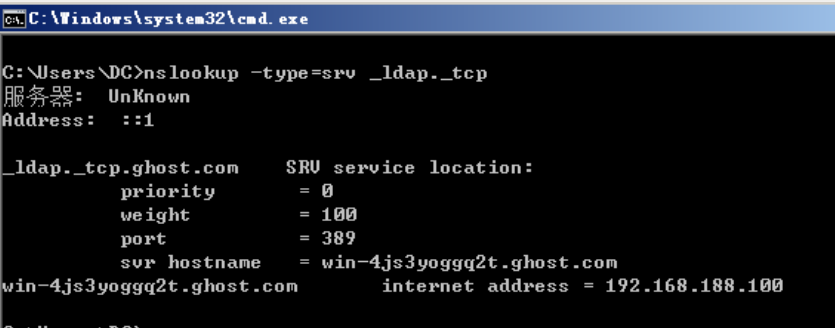 C:\Windows\system32\cmd.exe
C:\Users\DC>nslookup -type=srv _ldap._tcp
服务器:  UnKnown
Address:  ::1
_ldap._tcp.ghost.com    SRV service location:
priority       = 0
weight         = 100
port           = 389
svr hostname   = win-4js3yoggq2t.ghost.com
win-4js3yoggq2t.ghost.com       internet address = 192.168.188.100